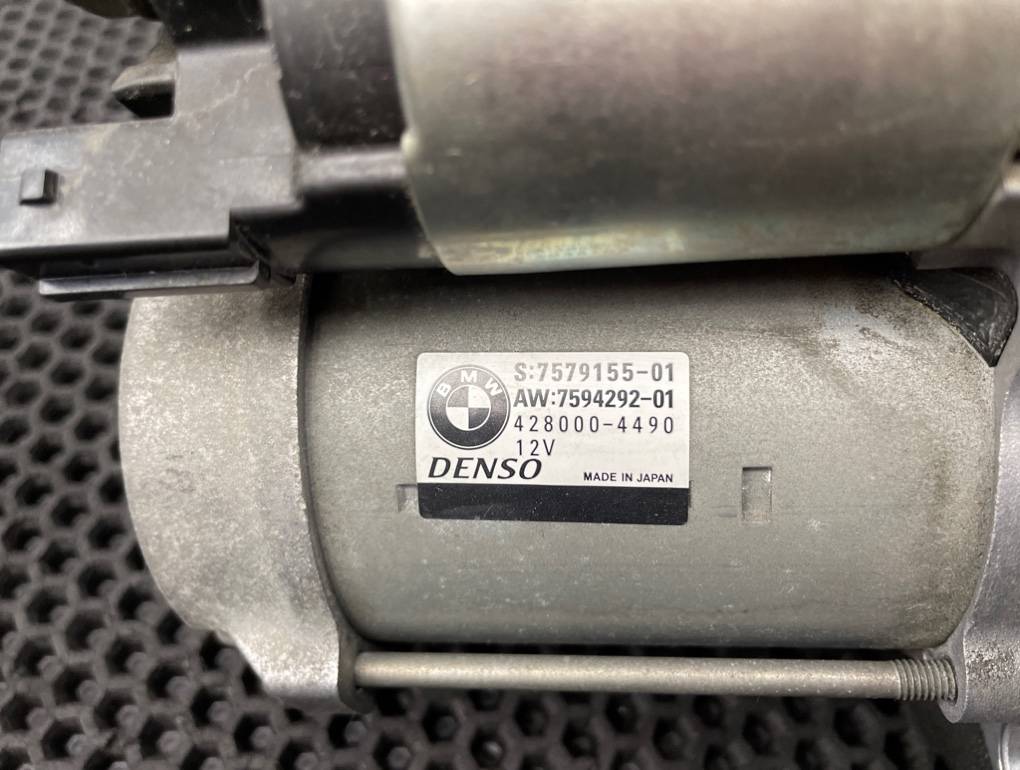 BMW
S:7579155-01
AW:7594292-01
428000-4490
12V
DENSO
MADE IN JAPAN